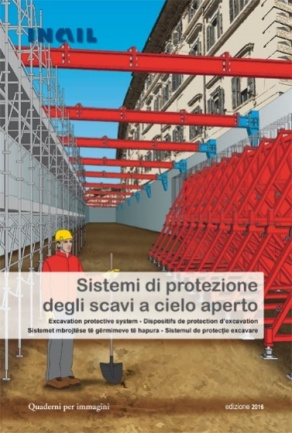 INAIL
Sistemi di protezione
degli scavi a cielo aperto
Excavation protective system - Dispositifs de protection d'excavation
Sistemet mbrojtëse të gërmimeve të hapura - Sistemul de protecţie excavare
Quaderni per immagini
edizione 2016